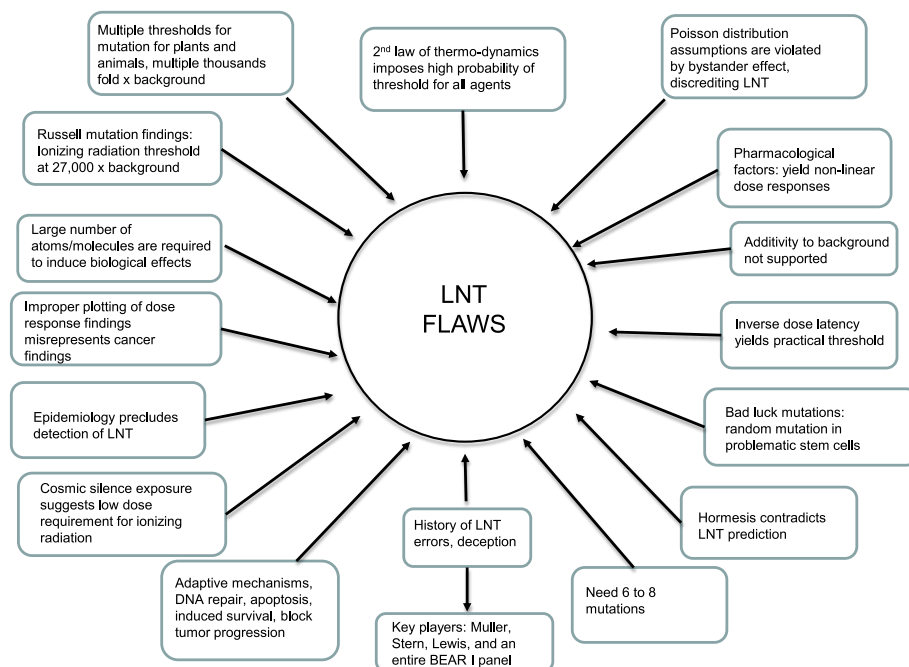 Multiple thresholds for
mutation for plants and
animals, multiple thousands
fold x background
2nd law of thermo-dynamics
imposes high probability of
threshold for all agents
Poisson distribution
assumptions are violated
by bystander effect,
discrediting LNT
Russell mutation findings:
Ionizing radiation threshold
at 27,000 x background
Pharmacological
factors: yield non-linear
dose responses
Large number of
atoms/molecules are required
to induce biological effects
Additivity to background
not supported
LNT
FLAWS
Improper plotting of dose
response findings
misrepresents cancer
findings
Inverse dose latency
yields practical threshold
Epidemiology precludes
detection of LNT
Bad luck mutations:
random mutation in
problematic stem cells
Cosmic silence exposure
suggests low dose
requirement for ionizing
radiation
History of LNT
errors, deception
Hormesis contradicts
LNT prediction
Adaptive mechanisms,
DNA repair, apoptosis,
induced survival, block
tumor progression
Need 6 to 8
mutations
Key players: Muller,
Stern, Lewis, and an
entire BEAR I panel